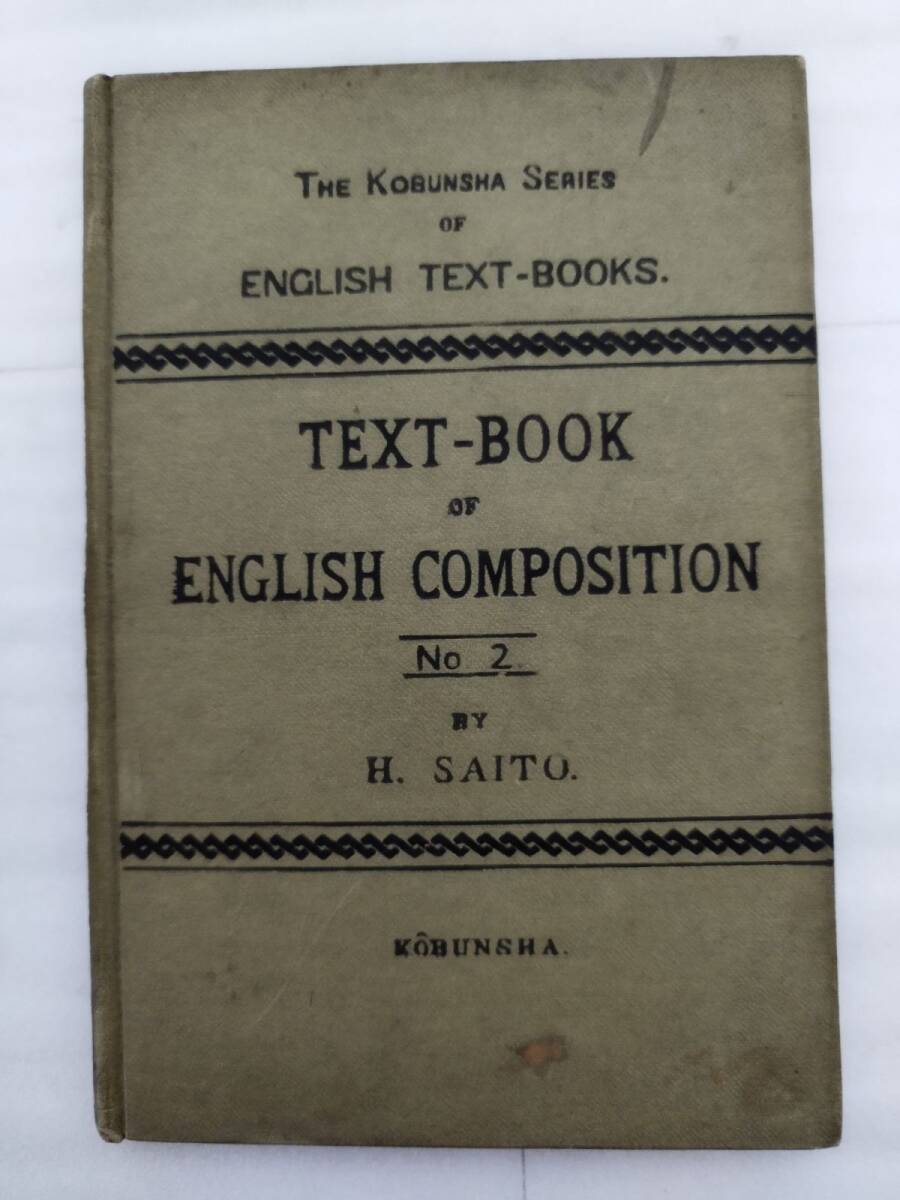 THE KOBUNSHA SERIES
OF
ENGLISH TEXT-BOOKS.
TEXT-BOOK
OF
ENGLISH COMPOSITION
No 2.
BY
H. SAITO.
KÔBUNSHA.